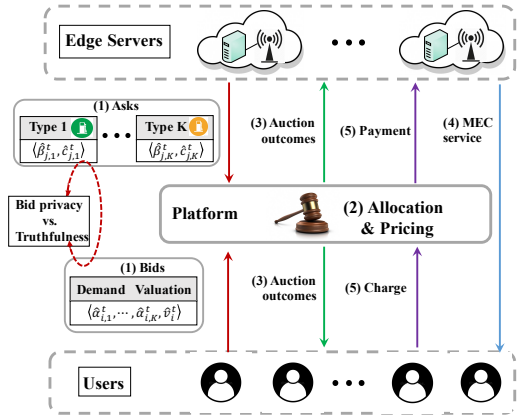 Edge Servers
(1) Asks
Type 1 Type K
⟨β̂ᵗⱼ,₁, ĉᵗⱼ,₁⟩ ⟨β̂ᵗⱼ,K, ĉᵗⱼ,K⟩
(3) Auction
outcomes
(5) Payment
(4) MEC
service
Bid privacy
vs.
Truthfulness
Platform
(2) Allocation
& Pricing
(1) Bids
Demand Valuation
⟨α̂ᵗᵢ,₁, ⋯, α̂ᵗᵢ,K, v̂ᵗᵢ⟩
(3) Auction
outcomes
(5) Charge
Users